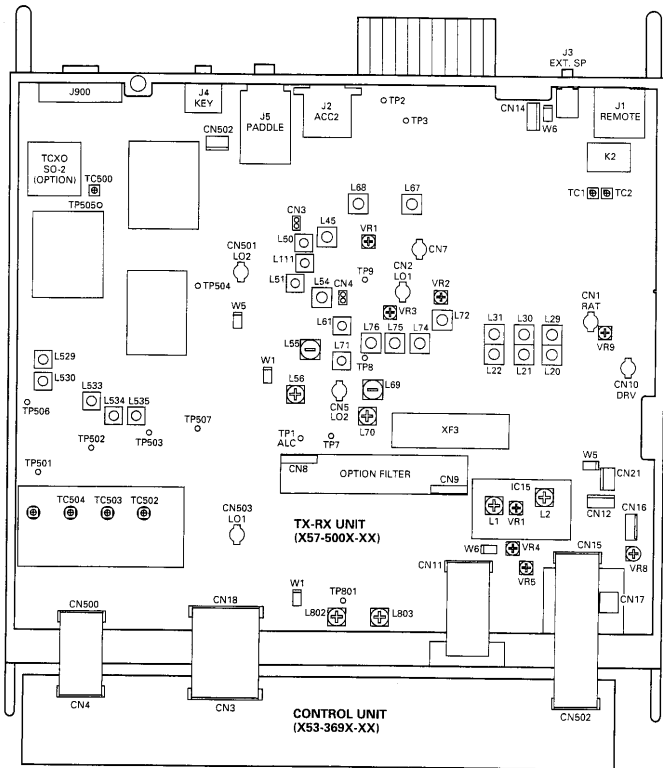 J3
EXT. SP
J900
J4
KEY
J5
PADDLE
J2
ACC2
TP2
TP3
CN14
W6
J1
REMOTE
CN502
K2
TCXO
SO-2
(OPTION)
TC500
TP505
TC1
TC2
L68
L67
CN3
L45
L50
VR1
L111
CN7
CN501
LO2
L51
TP9
CN2
LO1
TP504
L54
CN4
VR2
CN1
RAT
W5
L61
VR3
L72
L31
L30
L29
L76
L75
L74
VR9
L55
L529
L71
TP8
L22
L21
L20
L530
W1
L69
CN10
DRV
L56
CN5
LO2
L533
L534
L535
TP506
L70
XF3
TP507
TP503
TP502
TP1
ALC
TP7
CN8
W5
TP501
OPTION FILTER
CN9
CN21
IC15
TC504
TC503
TC502
CN503
LO1
TX-RX UNIT
(X57-500X-XX)
L1
VR1
L2
CN12
CN16
W6
VR4
CN15
CN11
VR5
VR8
W1
TP801
CN17
CN500
CN18
L802
L803
CN4
CN3
CONTROL UNIT
(X53-369X-XX)
CN502